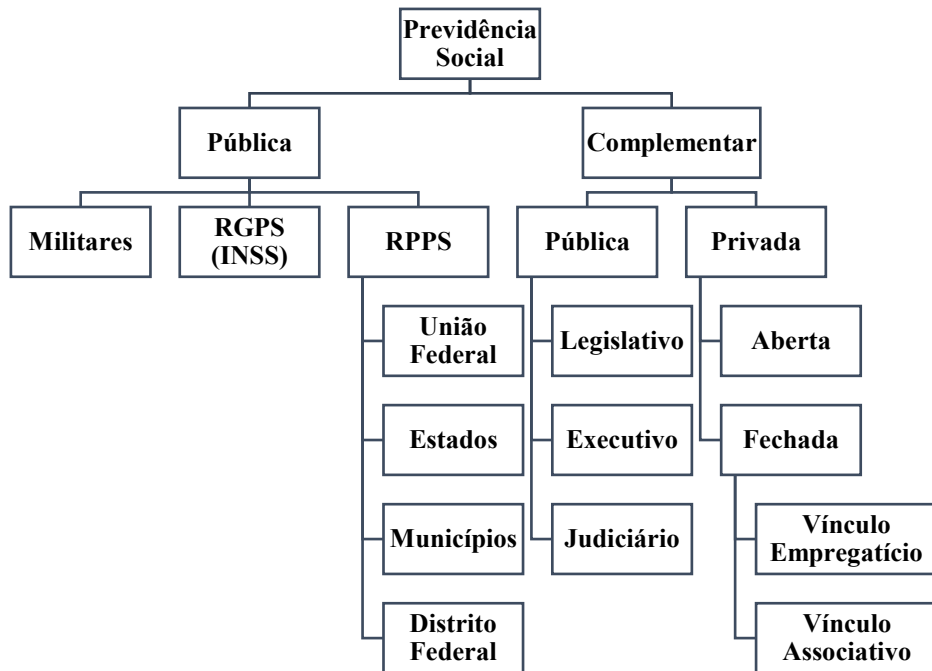 Previdência
Social
Pública
Complementar
Militares
RGPS
(INSS)
RPPS
Pública
Privada
União
Federal
Legislativo
Aberta
Estados
Executivo
Fechada
Municípios
Judiciário
Vínculo
Empregatício
Distrito
Federal
Vínculo
Associativo